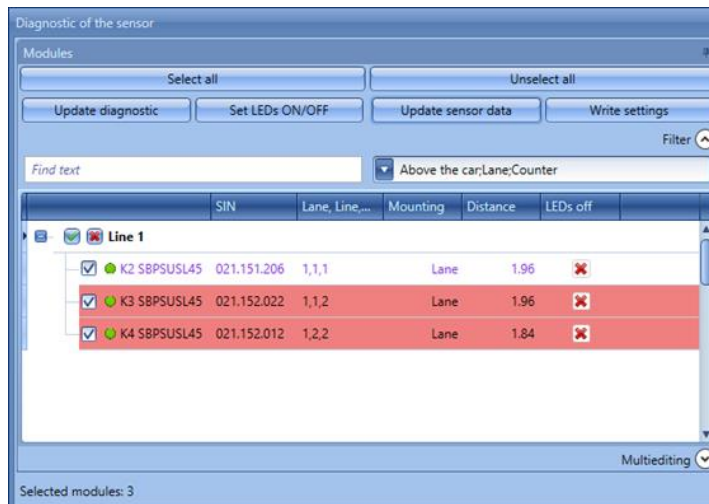 Diagnostic of the sensor
Modules
Select all Unselect all
Update diagnostic Set LEDs ON/OFF Update sensor data Write settings
Filter
Find text Above the car;Lane;Counter
SIN Lane, Line,... Mounting Distance LEDs off
Line 1
K2 SBPSUSL45 021.151.206 1,1,1 Lane 1.96
K3 SBPSUSL45 021.152.022 1,1,2 Lane 1.96
K4 SBPSUSL45 021.152.012 1,2,2 Lane 1.84
Multiediting
Selected modules: 3